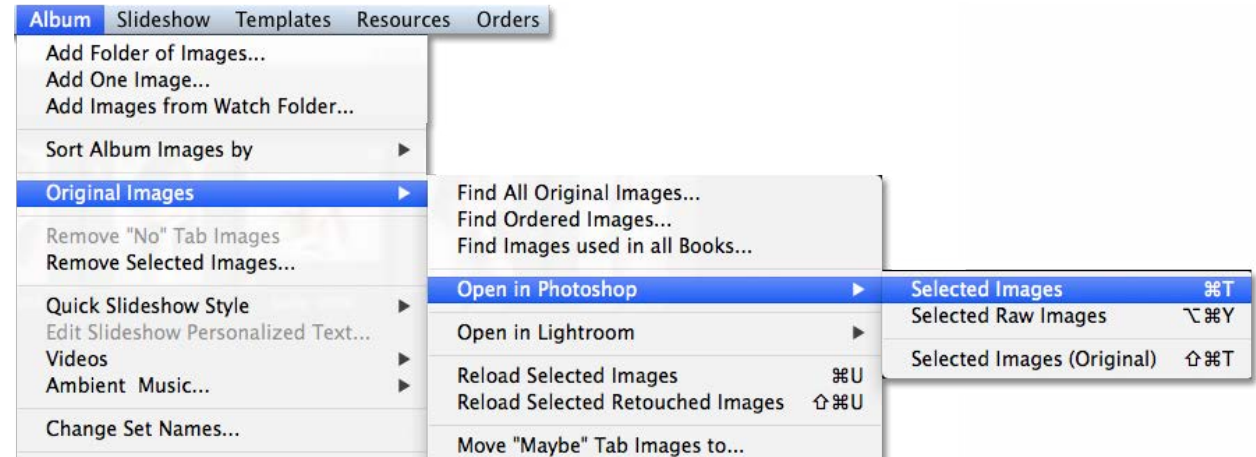 Album Slideshow Templates Resources Orders
Add Folder of Images...
Add One Image...
Add Images from Watch Folder...
Sort Album Images by
Original Images
Remove "No" Tab Images
Remove Selected Images...
Quick Slideshow Style
Edit Slideshow Personalized Text...
Videos
Ambient Music...
Change Set Names...
Find All Original Images...
Find Ordered Images...
Find Images used in all Books...
Open in Photoshop
Open in Lightroom
Reload Selected Images ⌘U
Reload Selected Retouched Images ⇧⌘U
Move "Maybe" Tab Images to...
Selected Images ⌘T
Selected Raw Images ⌥⌘Y
Selected Images (Original) ⇧⌘T